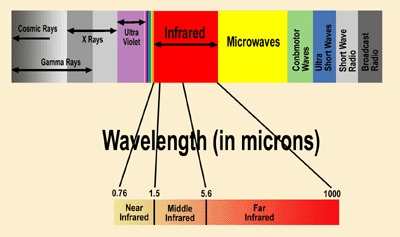 Cosmic Rays
X Rays
Gamma Rays
Ultra
Violet
Infrared
Microwaves
Conbmotor
Waves
Ultra
Short Waves
Short Wave
Radio
Broadcast
Radio
Wavelength (in microns)
0.76 1.5 5.6 1000
Near
Infrared
Middle
Infrared
Far
Infrared